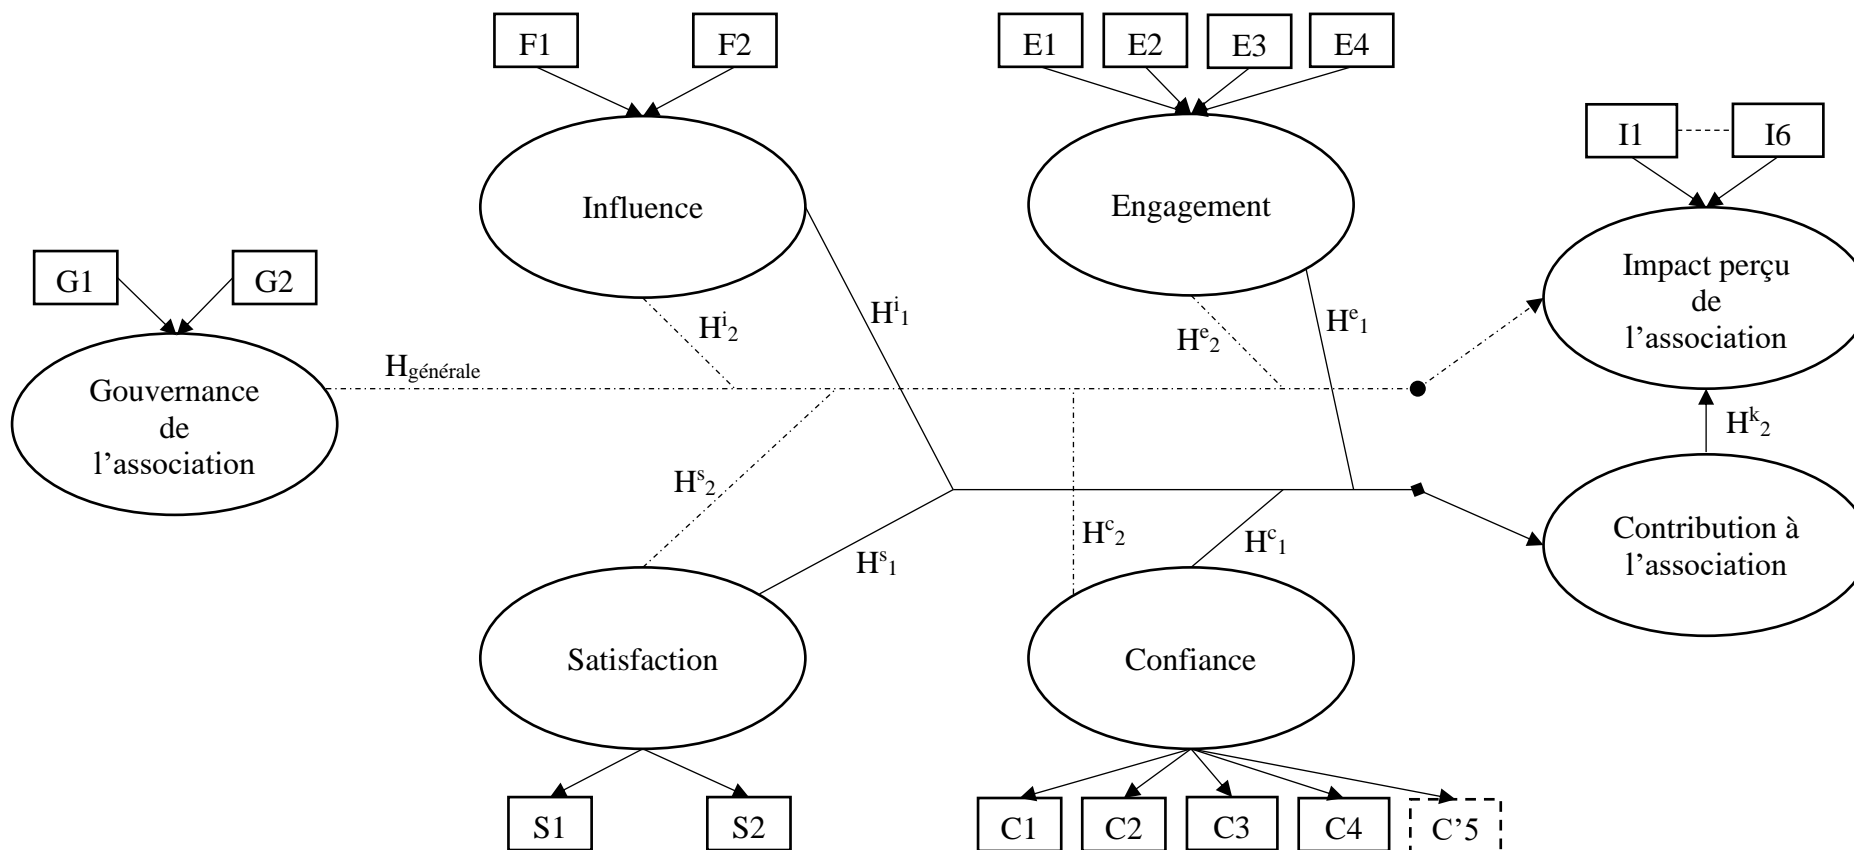 F1
F2
E1
E2
E3
E4
I1
I6
Influence
Engagement
G1
G2
Impact perçu
de
l’association
Hⁱ₂
Hⁱ₁
Hᵉ₂
Hᵉ₁
H générale
Gouvernance
de
l’association
Hᵏ₂
Hˢ₂
Hᶜ₂
Hᶜ₁
Hˢ₁
Contribution à
l’association
Satisfaction
Confiance
S1
S2
C1
C2
C3
C4
C’5